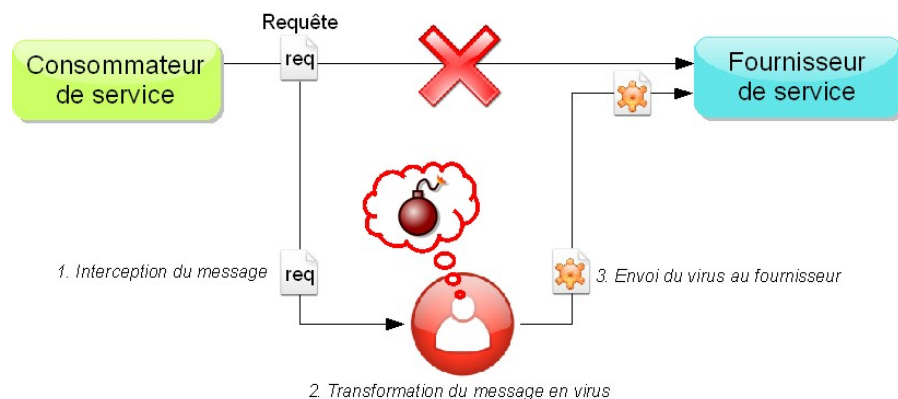 Requête
req
Consommateur
de service
Fournisseur
de service
1. Interception du message
req
3. Envoi du virus au fournisseur
2. Transformation du message en virus